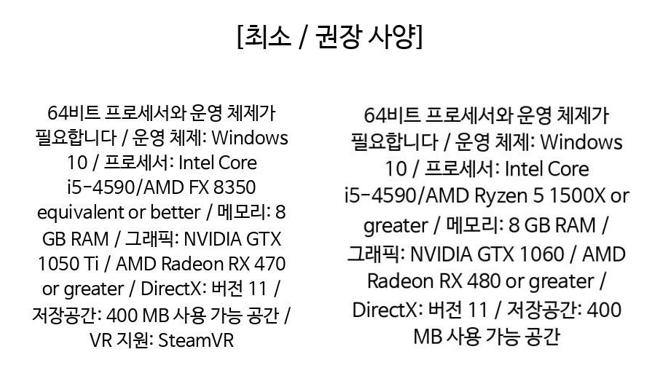 [최소 / 권장 사양]
64비트 프로세서와 운영 체제가
필요합니다 / 운영 체제: Windows
10 / 프로세서: Intel Core
i5-4590/AMD FX 8350
equivalent or better / 메모리: 8
GB RAM / 그래픽: NVIDIA GTX
1050 Ti / AMD Radeon RX 470
or greater / DirectX: 버전 11 /
저장공간: 400 MB 사용 가능 공간 /
VR 지원: SteamVR
64비트 프로세서와 운영 체제가
필요합니다 / 운영 체제: Windows
10 / 프로세서: Intel Core
i5-4590/AMD Ryzen 5 1500X or
greater / 메모리: 8 GB RAM /
그래픽: NVIDIA GTX 1060 / AMD
Radeon RX 480 or greater /
DirectX: 버전 11 / 저장공간: 400
MB 사용 가능 공간